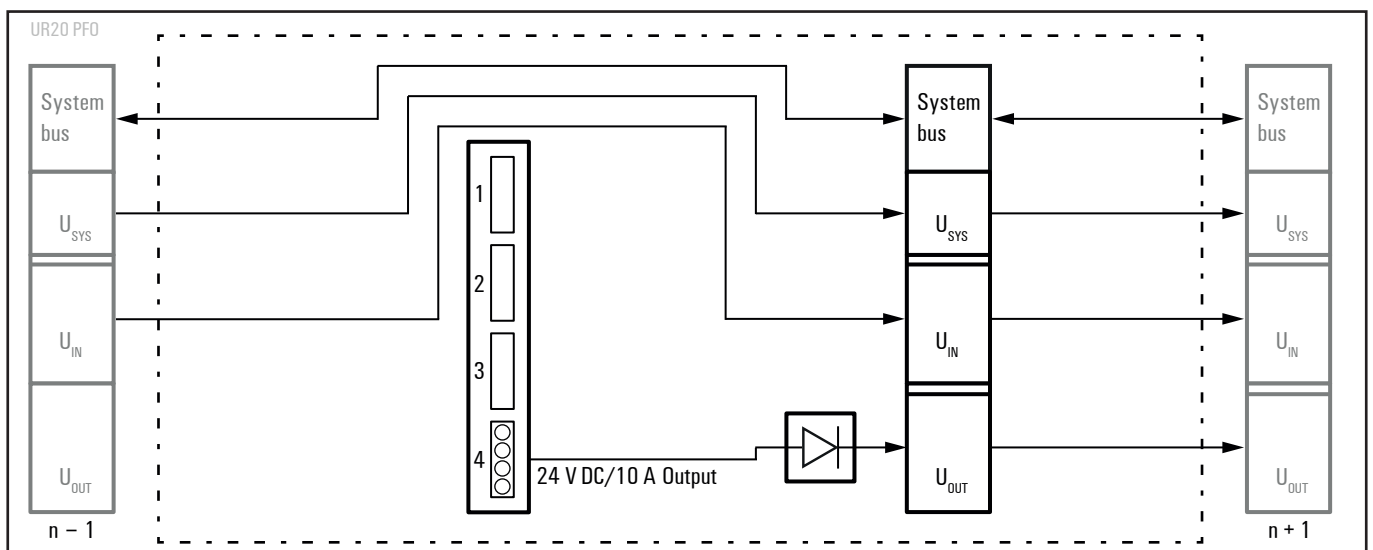 UR20 PF0
System
bus
U_SYS
U_IN
U_OUT
n – 1
1
2
3
4
24 V DC/10 A Output
System
bus
U_SYS
U_IN
U_OUT
System
bus
U_SYS
U_IN
U_OUT
n + 1